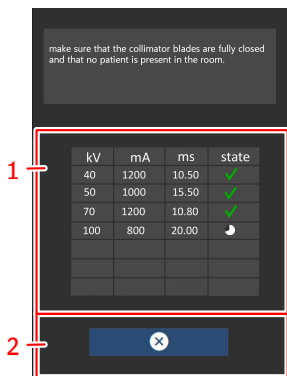 make sure that the collimator blades are fully closed
and that no patient is present in the room.
kV mA ms state
40 1200 10.50
50 1000 15.50
70 1200 10.80
100 800 20.00
1
2